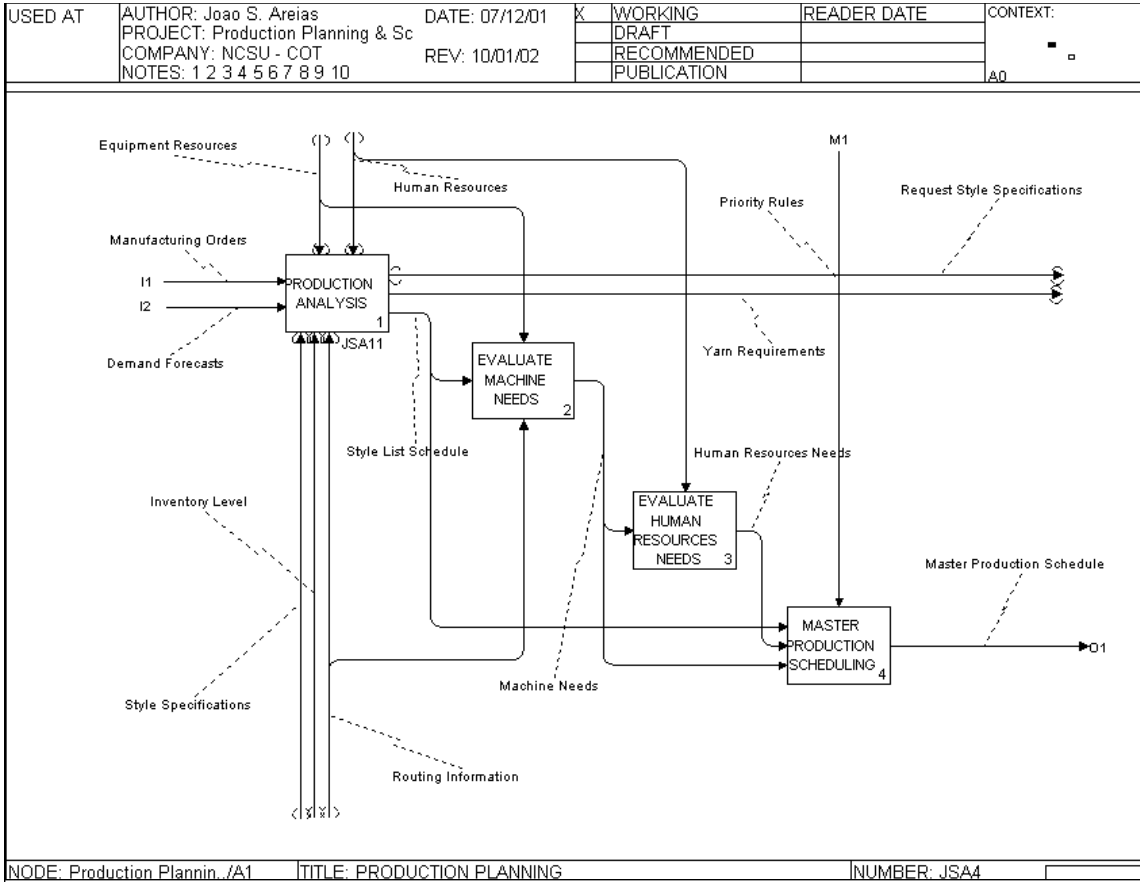 USED AT
AUTHOR: Joao S. Areias
DATE: 07/12/01
PROJECT: Production Planning & Sc
COMPANY: NCSU - COT
REV: 10/01/02
NOTES: 1 2 3 4 5 6 7 8 9 10
X
WORKING
DRAFT
RECOMMENDED
PUBLICATION
READER DATE
CONTEXT:
A0
Equipment Resources
Human Resources
M1
Priority Rules
Request Style Specifications
Manufacturing Orders
I1
I2
Demand Forecasts
PRODUCTION
ANALYSIS
1
JSA11
Yarn Requirements
EVALUATE
MACHINE
NEEDS
2
Style List Schedule
Human Resources Needs
Inventory Level
EVALUATE
HUMAN
RESOURCES
NEEDS
3
Master Production Schedule
MASTER
PRODUCTION
SCHEDULING
4
O1
Machine Needs
Style Specifications
Routing Information
NODE: Production Plannin../A1
TITLE: PRODUCTION PLANNING
NUMBER: JSA4